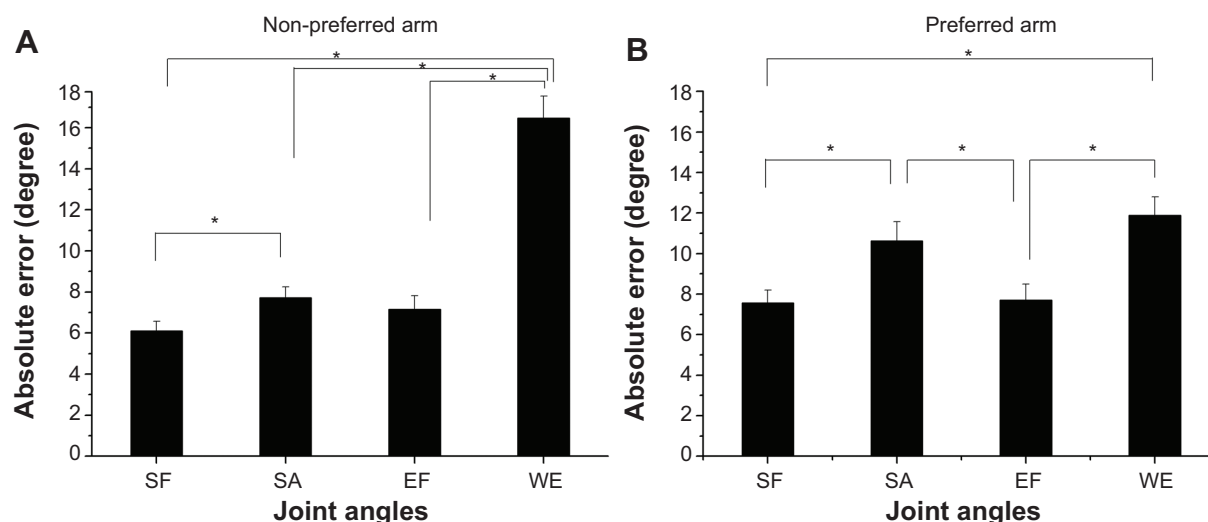 A
Non-preferred arm
*
*
*
*
Absolute error (degree)
18
16
14
12
10
8
6
4
2
0
SF SA EF WE
Joint angles
B
Preferred arm
*
* * *
Absolute error (degree)
18
16
14
12
10
8
6
4
2
0
SF SA EF WE
Joint angles